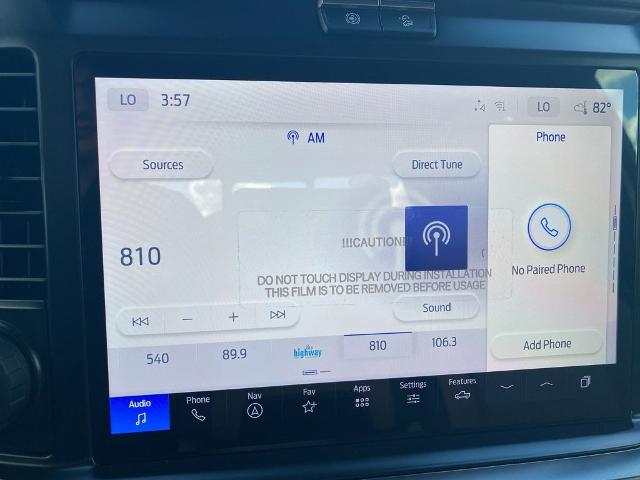 LO 3:57 LO 82°
AM
Phone
Sources
Direct Tune
810
!!!CAUTION!!!
DO NOT TOUCH DISPLAY DURING INSTALLATION
THIS FILM IS TO BE REMOVED BEFORE USAGE
No Paired Phone
Sound
Add Phone
540 89.9 the highway 810 106.3
Audio Phone Nav Fav Apps Settings Features